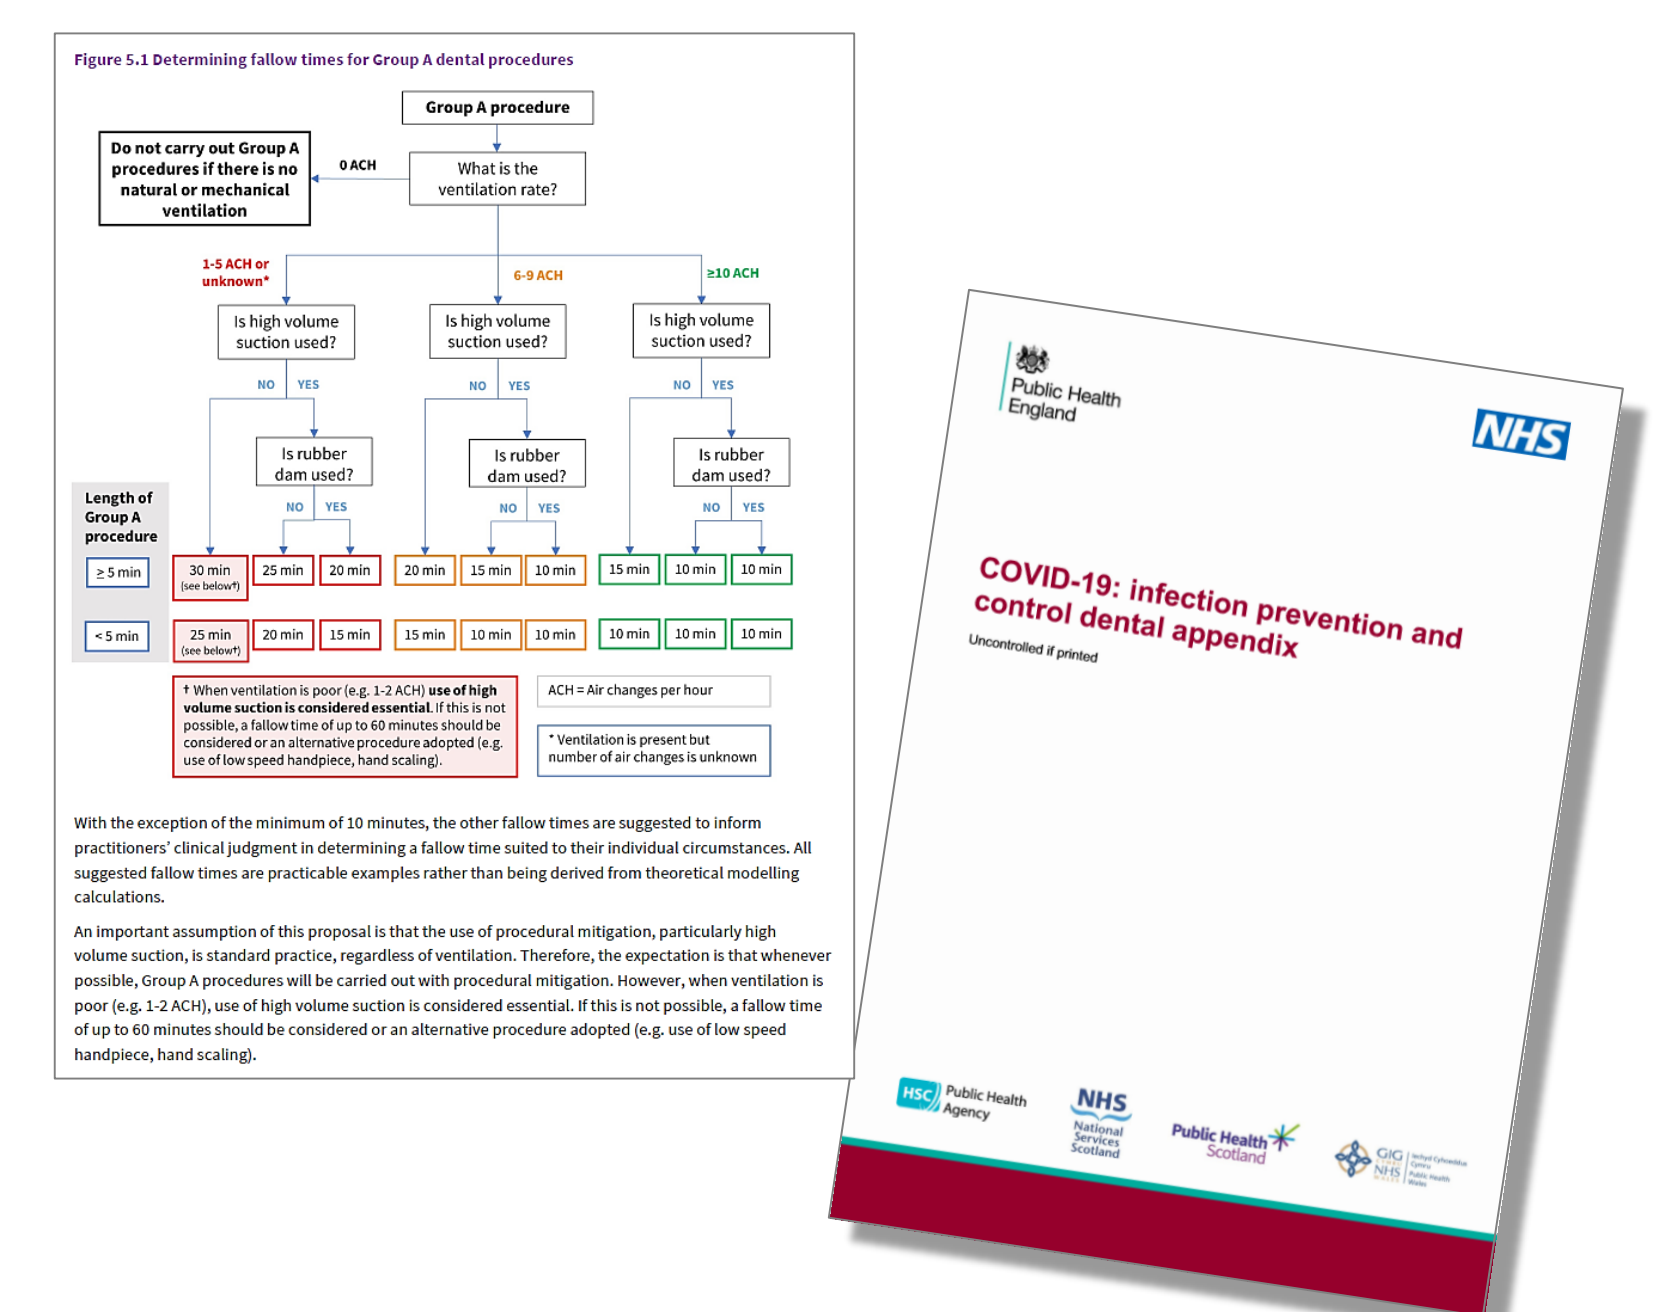 Figure 5.1 Determining fallow times for Group A dental procedures
Group A procedure
Do not carry out Group A
procedures if there is no
natural or mechanical
ventilation
0 ACH
What is the
ventilation rate?
1-5 ACH or
unknown*
6-9 ACH
≥10 ACH
Is high volume
suction used?
Is high volume
suction used?
Is high volume
suction used?
NO YES
NO YES
NO YES
Is rubber
dam used?
Is rubber
dam used?
Is rubber
dam used?
NO YES
NO YES
NO YES
Length of
Group A
procedure
≥ 5 min
30 min
(see below†)
25 min
20 min
20 min
15 min
10 min
15 min
10 min
10 min
< 5 min
25 min
(see below†)
20 min
15 min
15 min
10 min
10 min
10 min
10 min
10 min
† When ventilation is poor (e.g. 1-2 ACH) use of high
volume suction is considered essential. If this is not
possible, a fallow time of up to 60 minutes should be
considered or an alternative procedure adopted (e.g.
use of low speed handpiece, hand scaling).
ACH = Air changes per hour
* Ventilation is present but
number of air changes is unknown
With the exception of the minimum of 10 minutes, the other fallow times are suggested to inform
practitioners' clinical judgment in determining a fallow time suited to their individual circumstances. All
suggested fallow times are practicable examples rather than being derived from theoretical modelling
calculations.
An important assumption of this proposal is that the use of procedural mitigation, particularly high
volume suction, is standard practice, regardless of ventilation. Therefore, the expectation is that whenever
possible, Group A procedures will be carried out with procedural mitigation. However, when ventilation is
poor (e.g. 1-2 ACH), use of high volume suction is considered essential. If this is not possible, a fallow time
of up to 60 minutes should be considered or an alternative procedure adopted (e.g. use of low speed
handpiece, hand scaling).
Public Health
England
NHS
COVID-19: infection prevention and
control dental appendix
Uncontrolled if printed
HSC Public Health
Agency
NHS
National
Services
Scotland
Public Health
Scotland
GIG
CYMRU
NHS
WALES
Iechyd Cyhoeddus
Cymru
Public Health
Wales